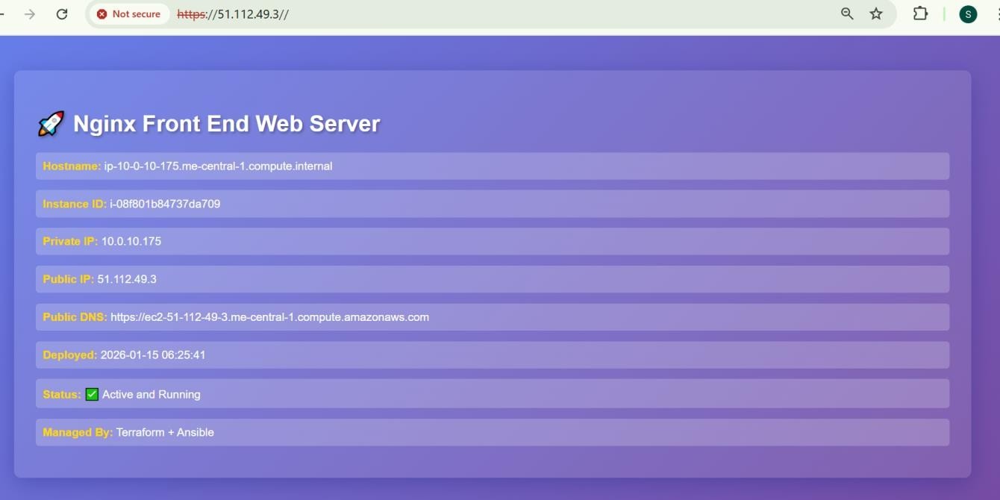 Not secure https://51.112.49.3//
S
🚀 Nginx Front End Web Server
Hostname: ip-10-0-10-175.me-central-1.compute.internal
Instance ID: i-08f801b84737da709
Private IP: 10.0.10.175
Public IP: 51.112.49.3
Public DNS: https://ec2-51-112-49-3.me-central-1.compute.amazonaws.com
Deployed: 2026-01-15 06:25:41
Status: ✅ Active and Running
Managed By: Terraform + Ansible